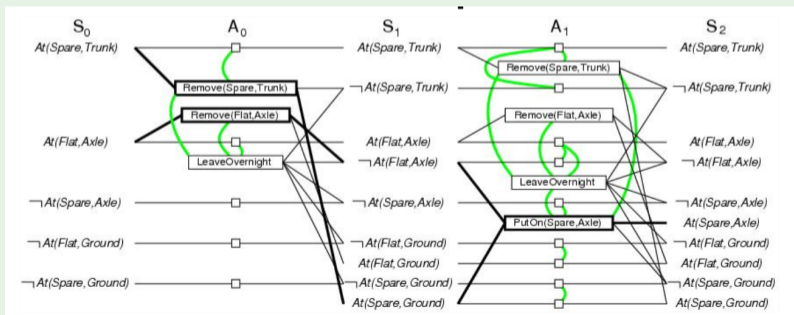 S0 A0 S1 A1 S2
At(Spare,Trunk) At(Spare,Trunk) At(Spare,Trunk)
Remove(Spare,Trunk)
Remove(Spare,Trunk) ¬At(Spare,Trunk) ¬At(Spare,Trunk)
Remove(Flat,Axle) Remove(Flat,Axle)
At(Flat,Axle) At(Flat,Axle) At(Flat,Axle)
LeaveOvernight ¬At(Flat,Axle) ¬At(Flat,Axle)
LeaveOvernight
¬At(Spare,Axle) ¬At(Spare,Axle) ¬At(Spare,Axle)
PutOn(Spare,Axle) At(Spare,Axle)
¬At(Flat,Ground) ¬At(Flat,Ground) ¬At(Flat,Ground)
At(Flat,Ground) At(Flat,Ground)
¬At(Spare,Ground) ¬At(Spare,Ground) ¬At(Spare,Ground)
At(Spare,Ground) At(Spare,Ground)